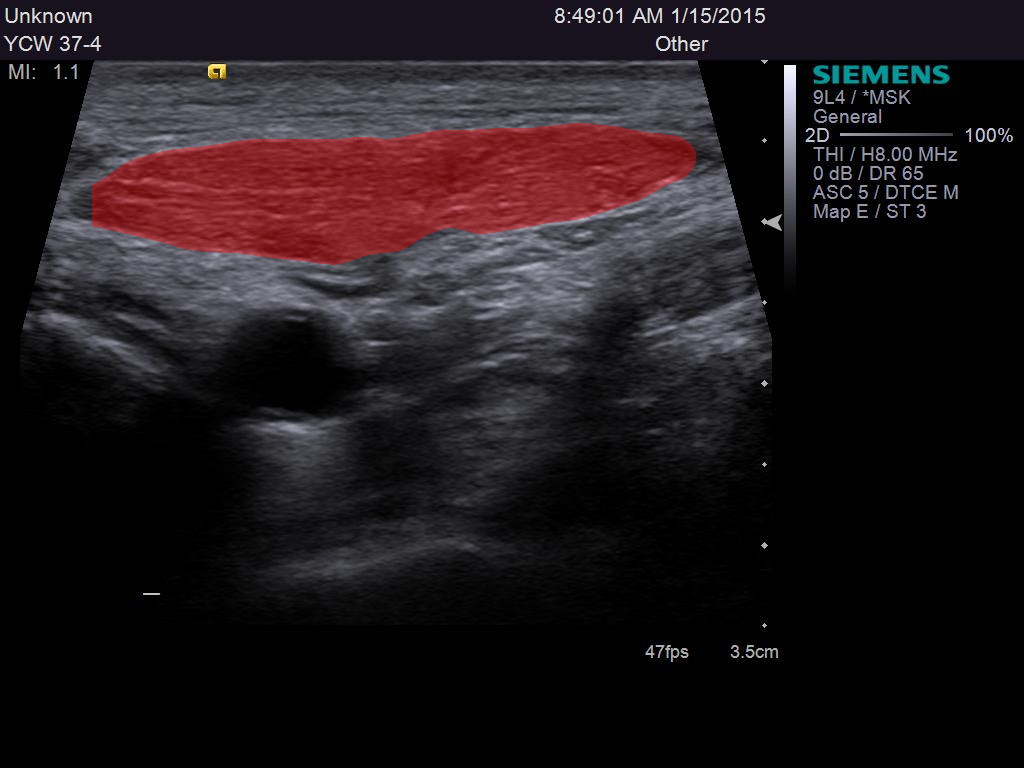 Unknown
8:49:01 AM 1/15/2015
YCW 37-4
Other
MI: 1.1
SIEMENS
9L4 / *MSK
General
2D 100%
THI / H8.00 MHz
0 dB / DR 65
ASC 5 / DTCE M
Map E / ST 3
47fps 3.5cm